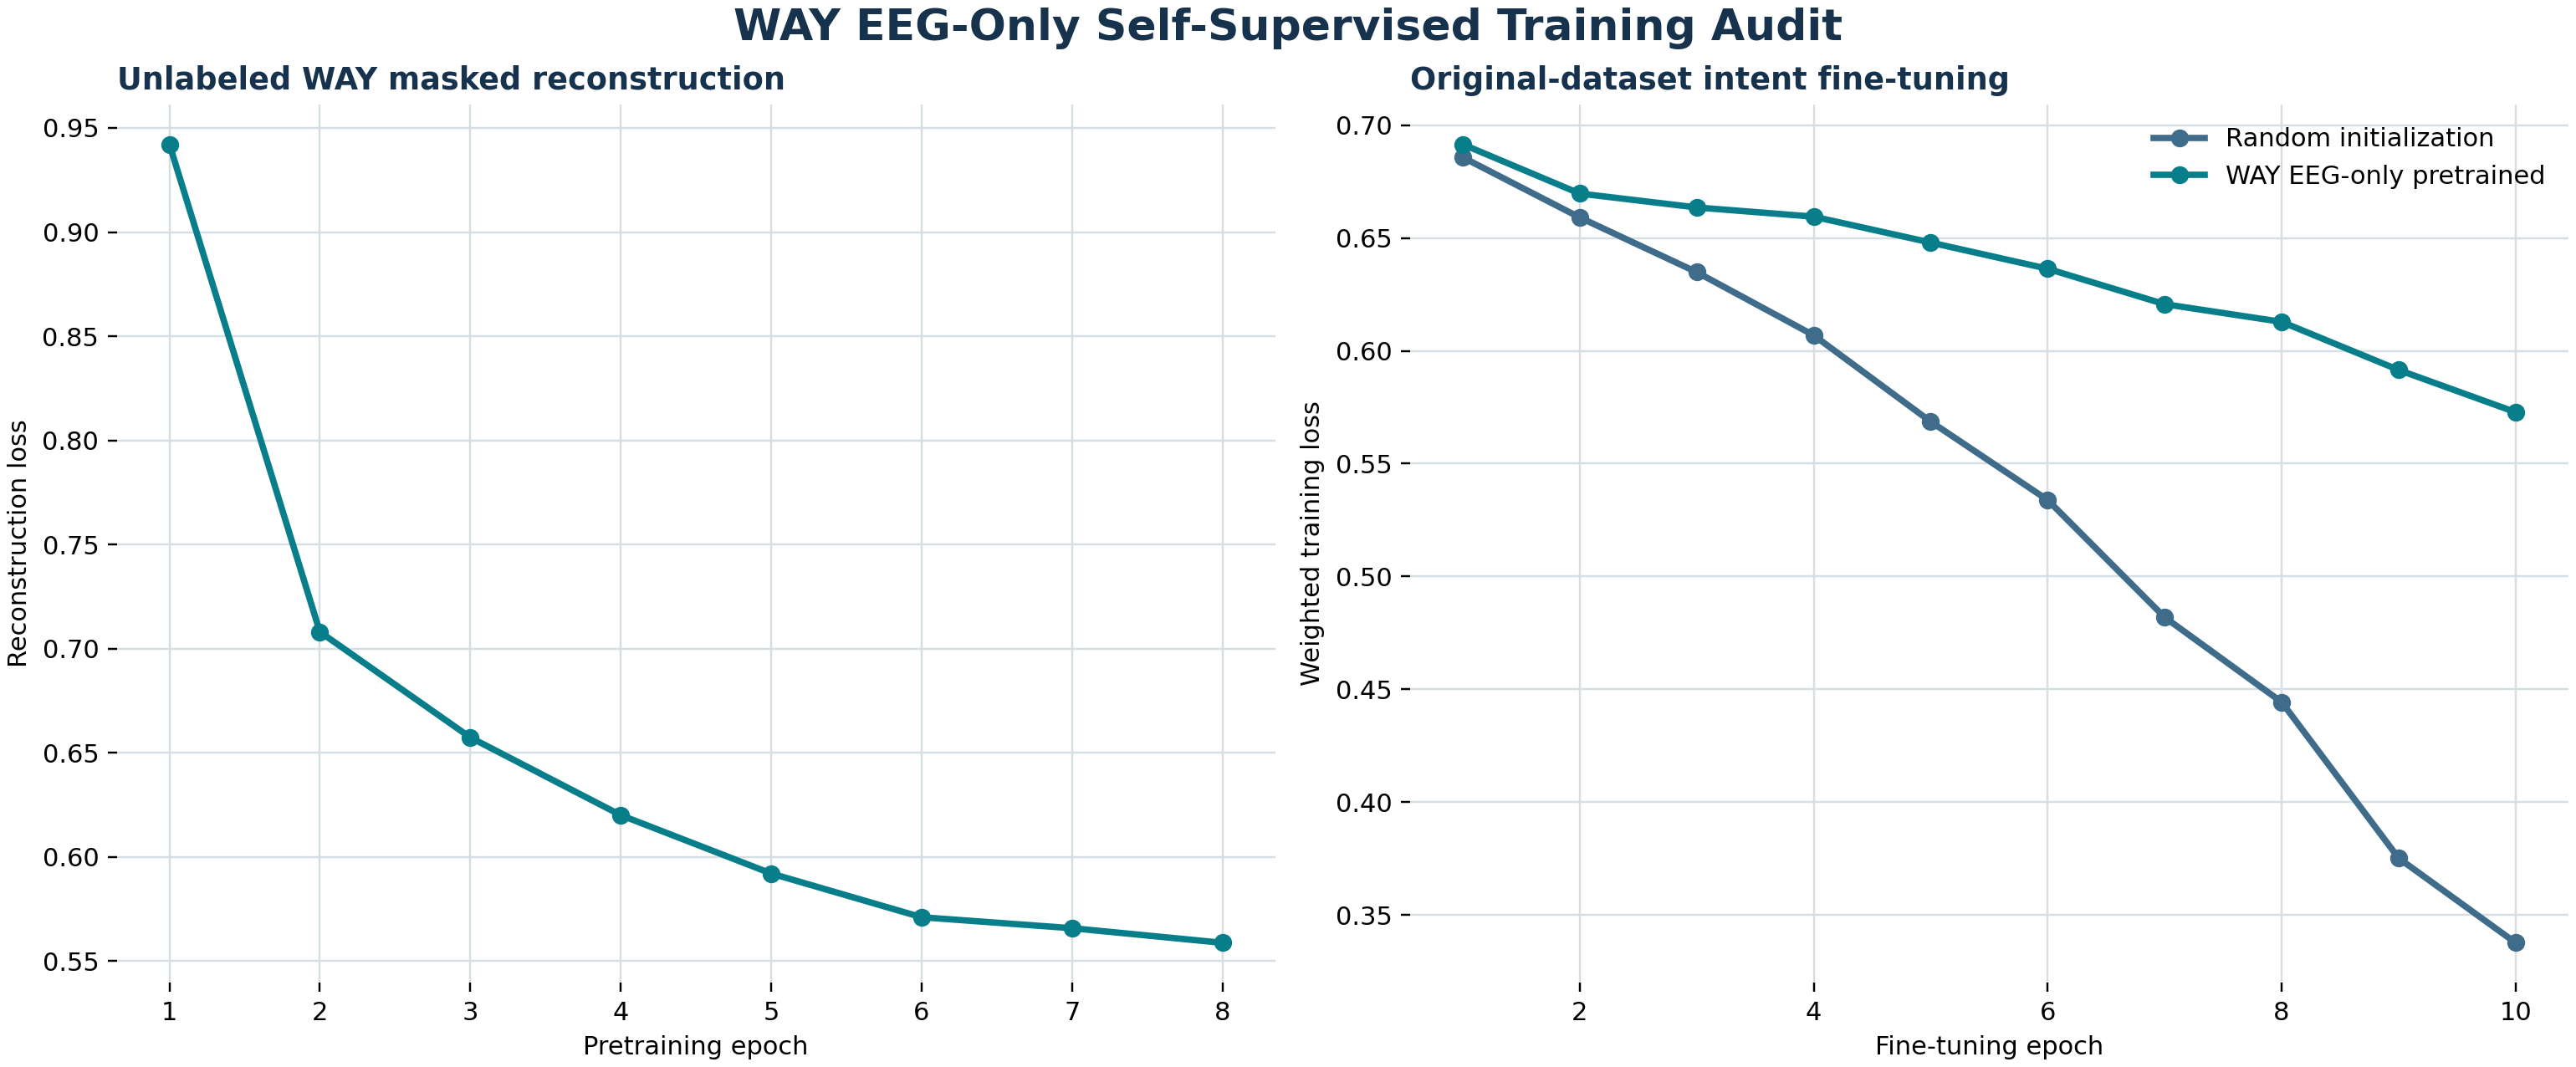 WAY EEG-Only Self-Supervised Training Audit
Unlabeled WAY masked reconstruction
Reconstruction loss
0.95
0.90
0.85
0.80
0.75
0.70
0.65
0.60
0.55
1 2 3 4 5 6 7 8
Pretraining epoch
Original-dataset intent fine-tuning
Weighted training loss
0.70
0.65
0.60
0.55
0.50
0.45
0.40
0.35
Random initialization
WAY EEG-only pretrained
2 4 6 8 10
Fine-tuning epoch